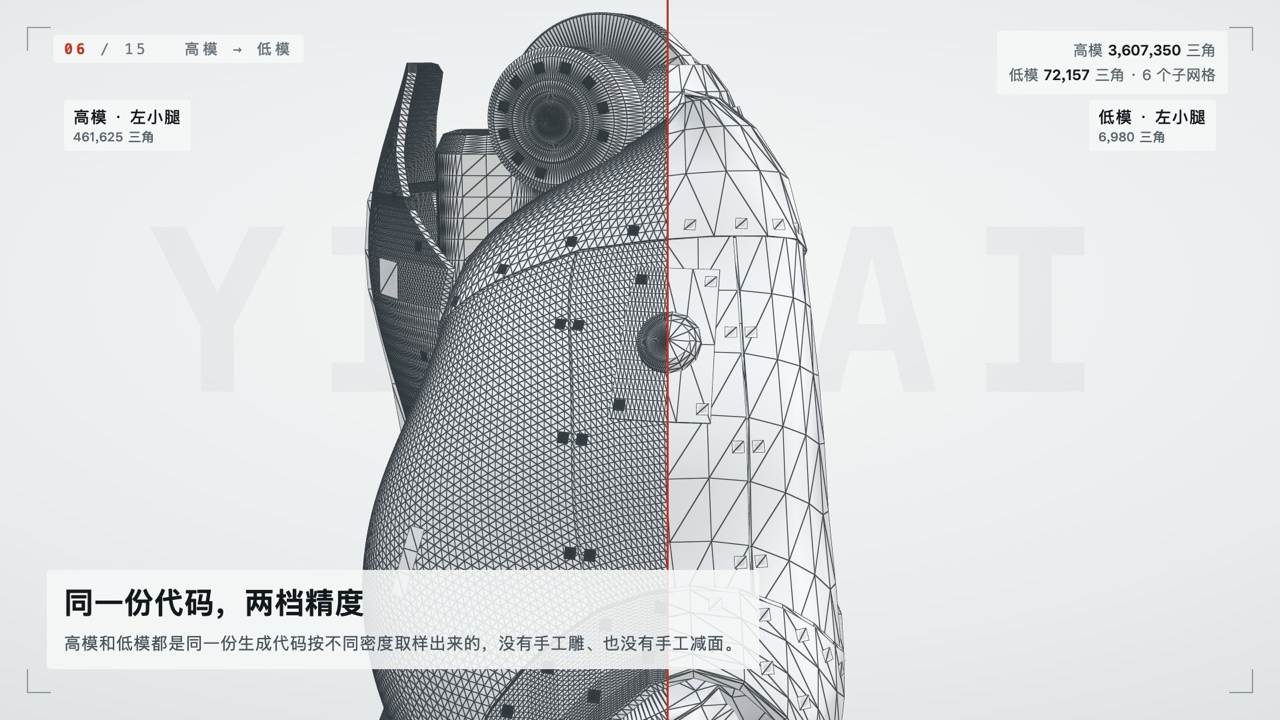 06 / 15 高模 → 低模
高模 3,607,350 三角
低模 72,157 三角 · 6 个子网格
高模 · 左小腿
461,625 三角
低模 · 左小腿
6,980 三角
同一份代码，两档精度
高模和低模都是同一份生成代码按不同密度取样出来的，没有手工雕、也没有手工减面。